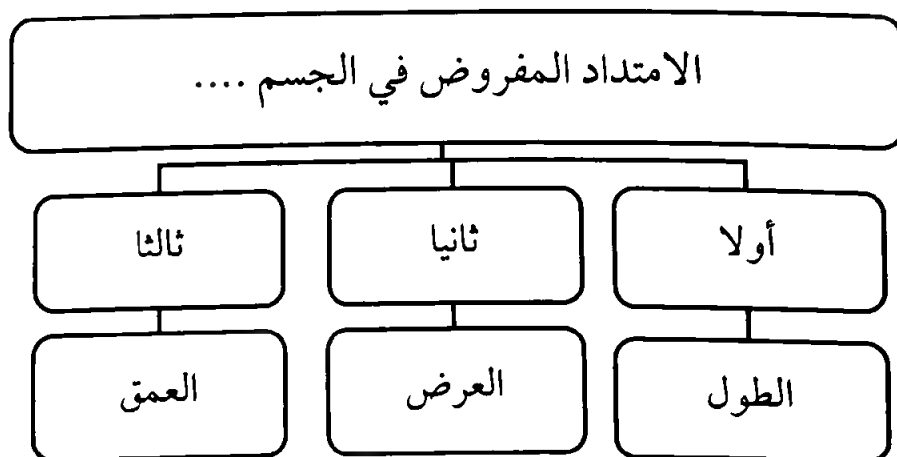 الامتداد المفروض في الجسم ....
أولا
ثانيا
ثالثا
الطول
العرض
العمق